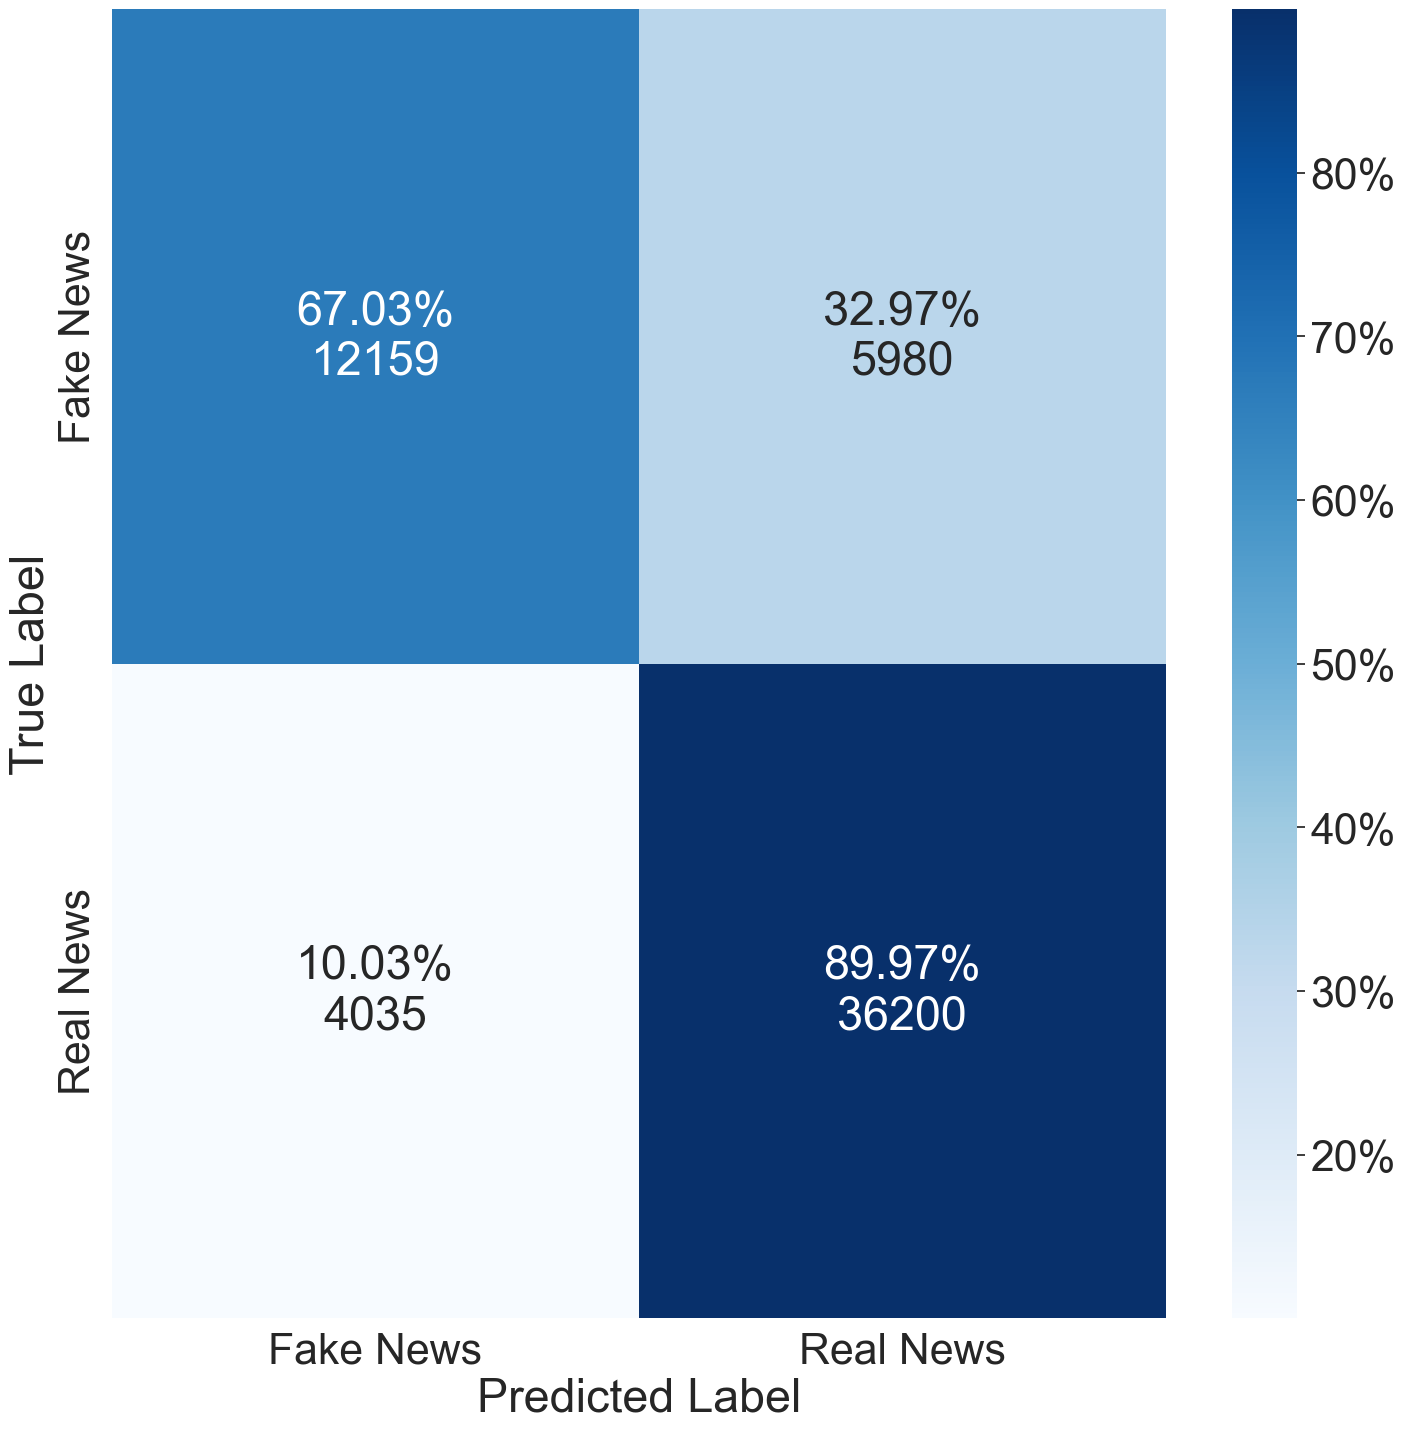 True Label
Fake News
Real News
67.03%
12159
32.97%
5980
10.03%
4035
89.97%
36200
Fake News
Real News
Predicted Label
80%
70%
60%
50%
40%
30%
20%